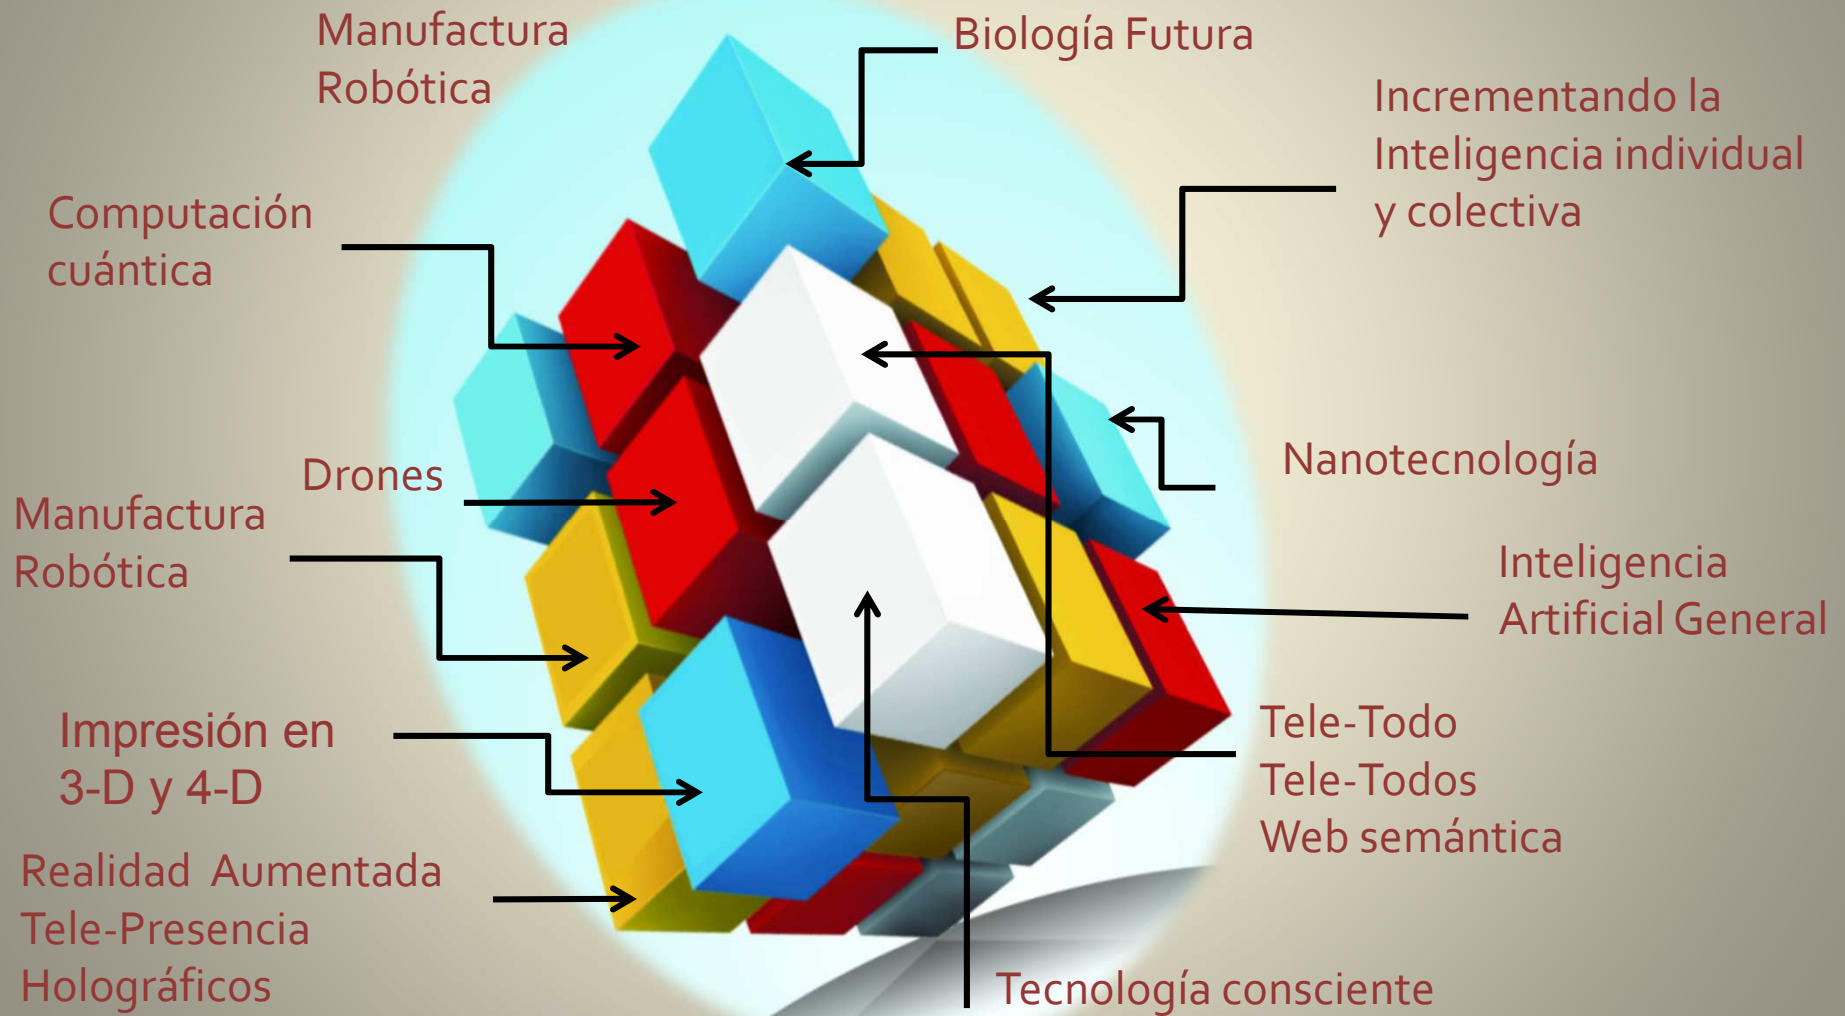 Manufactura
Robótica
Biología Futura
Incrementando la
Inteligencia individual
y colectiva
Computación
cuántica
Drones
Nanotecnología
Manufactura
Robótica
Inteligencia
Artificial General
Impresión en
3-D y 4-D
Tele-Todo
Tele-Todos
Web semántica
Realidad Aumentada
Tele-Presencia
Holográficos
Tecnología consciente